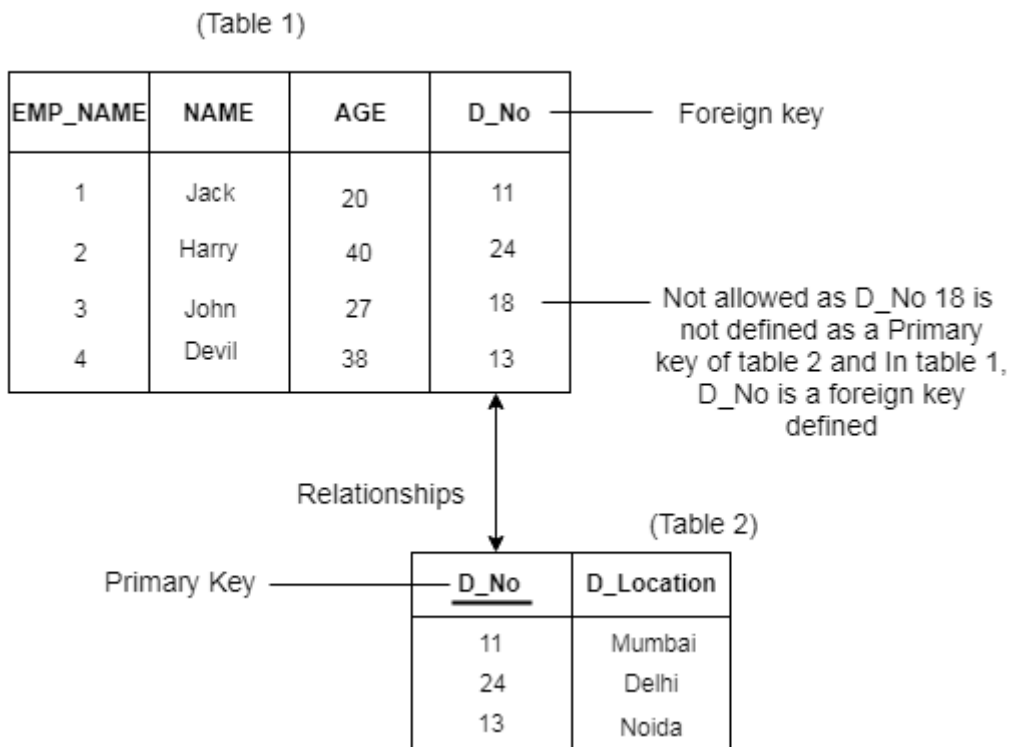 (Table 1)
EMP_NAME NAME AGE D_No Foreign key
1 Jack 20 11
2 Harry 40 24
3 John 27 18
4 Devil 38 13
Not allowed as D_No 18 is
not defined as a Primary
key of table 2 and In table 1,
D_No is a foreign key
defined
Relationships
(Table 2)
Primary Key D_No D_Location
11 Mumbai
24 Delhi
13 Noida